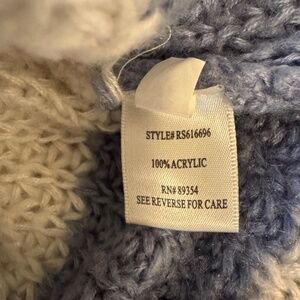 STYLE# RS616696
100% ACRYLIC
RN# 89354
SEE REVERSE FOR CARE